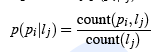 p(p_i|l_j) = count(p_i, l_j) / count(l_j)